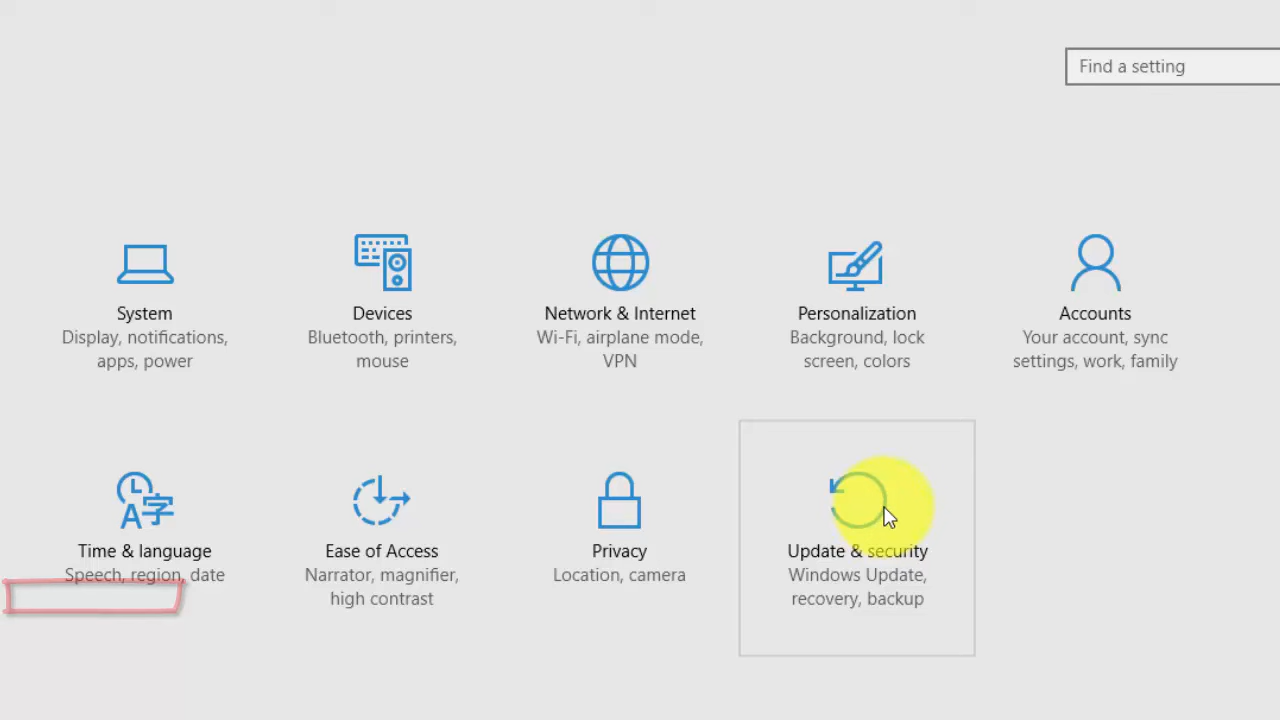 Find a setting
System
Display, notifications,
apps, power
Devices
Bluetooth, printers,
mouse
Network & Internet
Wi-Fi, airplane mode,
VPN
Personalization
Background, lock
screen, colors
Accounts
Your account, sync
settings, work, family
Time & language
Speech, region, date
Ease of Access
Narrator, magnifier,
high contrast
Privacy
Location, camera
Update & security
Windows Update,
recovery, backup